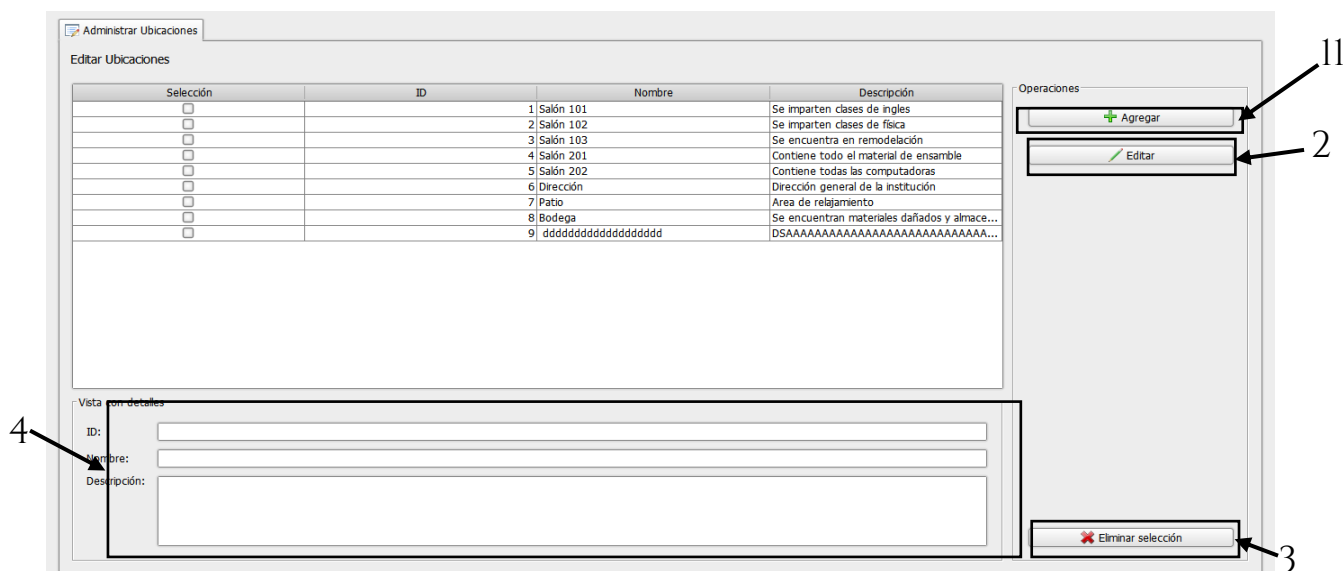 Administrar Ubicaciones
11
Editar Ubicaciones
Selección ID Nombre Descripción
Operaciones
1 Salón 101 Se imparten clases de ingles
Agregar
2 Salón 102 Se imparten clases de física
3 Salón 103 Se encuentra en remodelación
2
4 Salón 201 Contiene todo el material de ensamble
Editar
5 Salón 202 Contiene todas las computadoras
6 Dirección Dirección general de la institución
7 Patio Area de relajamiento
8 Bodega Se encuentran materiales dañados y almace...
9 ddddddddddddddddddd DSAAAAAAAAAAAAAAAAAAAAAAAAAAAA...
Vista con detalles
4
ID:
Nombre:
Descripción:
Eliminar selección
3